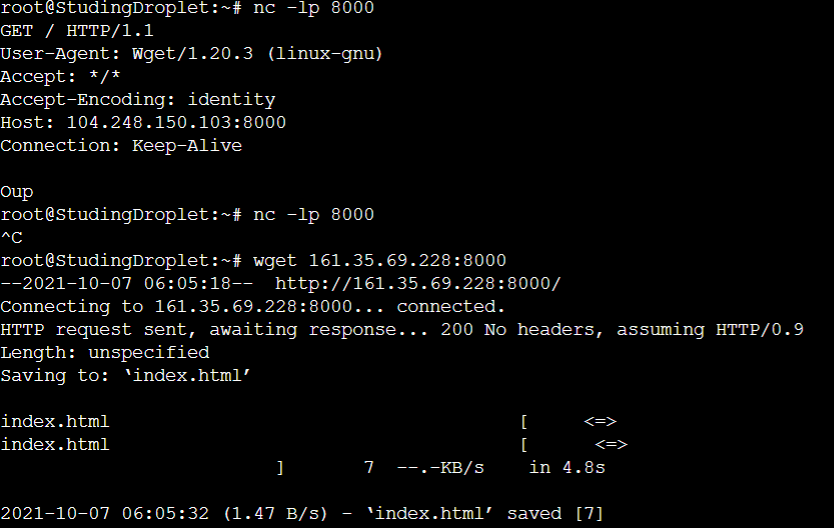 root@StudingDroplet:~# nc -lp 8000
GET / HTTP/1.1
User-Agent: Wget/1.20.3 (linux-gnu)
Accept: */*
Accept-Encoding: identity
Host: 104.248.150.103:8000
Connection: Keep-Alive
Oup
root@StudingDroplet:~# nc -lp 8000
^C
root@StudingDroplet:~# wget 161.35.69.228:8000
--2021-10-07 06:05:18--  http://161.35.69.228:8000/
Connecting to 161.35.69.228:8000... connected.
HTTP request sent, awaiting response... 200 No headers, assuming HTTP/0.9
Length: unspecified
Saving to: ‘index.html’
index.html [ <=>
index.html [ <=>
] 7 --.-KB/s in 4.8s
2021-10-07 06:05:32 (1.47 B/s) - ‘index.html’ saved [7]